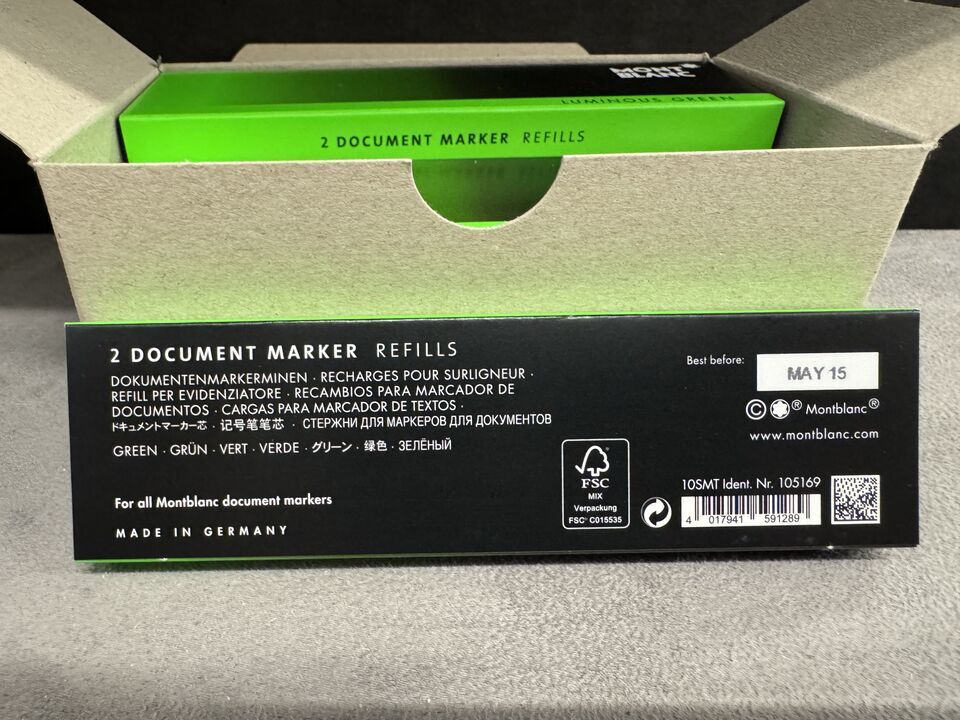 MONT
BLANC
LUMINOUS GREEN
2 DOCUMENT MARKER REFILLS
2 DOCUMENT MARKER REFILLS
DOKUMENTENMARKERMINEN · RECHARGES POUR SURLIGNEUR ·
REFILL PER EVIDENZIATORE · RECAMBIOS PARA MARCADOR DE
DOCUMENTOS · CARGAS PARA MARCADOR DE TEXTOS ·
ドキュメントマーカー芯 · 记号笔笔芯 · СТЕРЖНИ ДЛЯ МАРКЕРОВ ДЛЯ ДОКУМЕНТОВ
GREEN · GRÜN · VERT · VERDE · グリーン · 绿色 · ЗЕЛЁНЫЙ
For all Montblanc document markers
MADE IN GERMANY
Best before:
MAY 15
© ® Montblanc®
www.montblanc.com
FSC
MIX
Verpackung
FSC® C015535
10SMT Ident. Nr. 105169
4 017941 591289